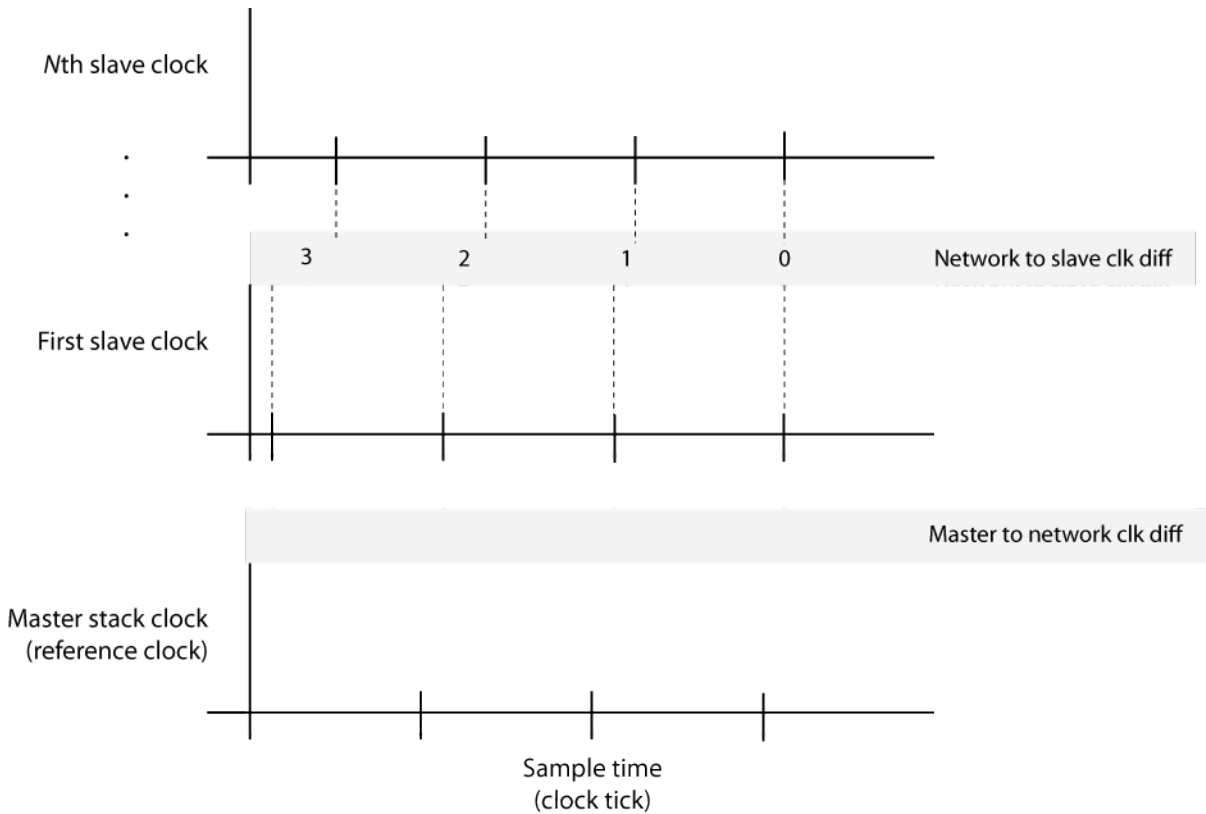 Nth slave clock
.
.
.
3 2 1 0 Network to slave clk diff
First slave clock
Master to network clk diff
Master stack clock
(reference clock)
Sample time
(clock tick)